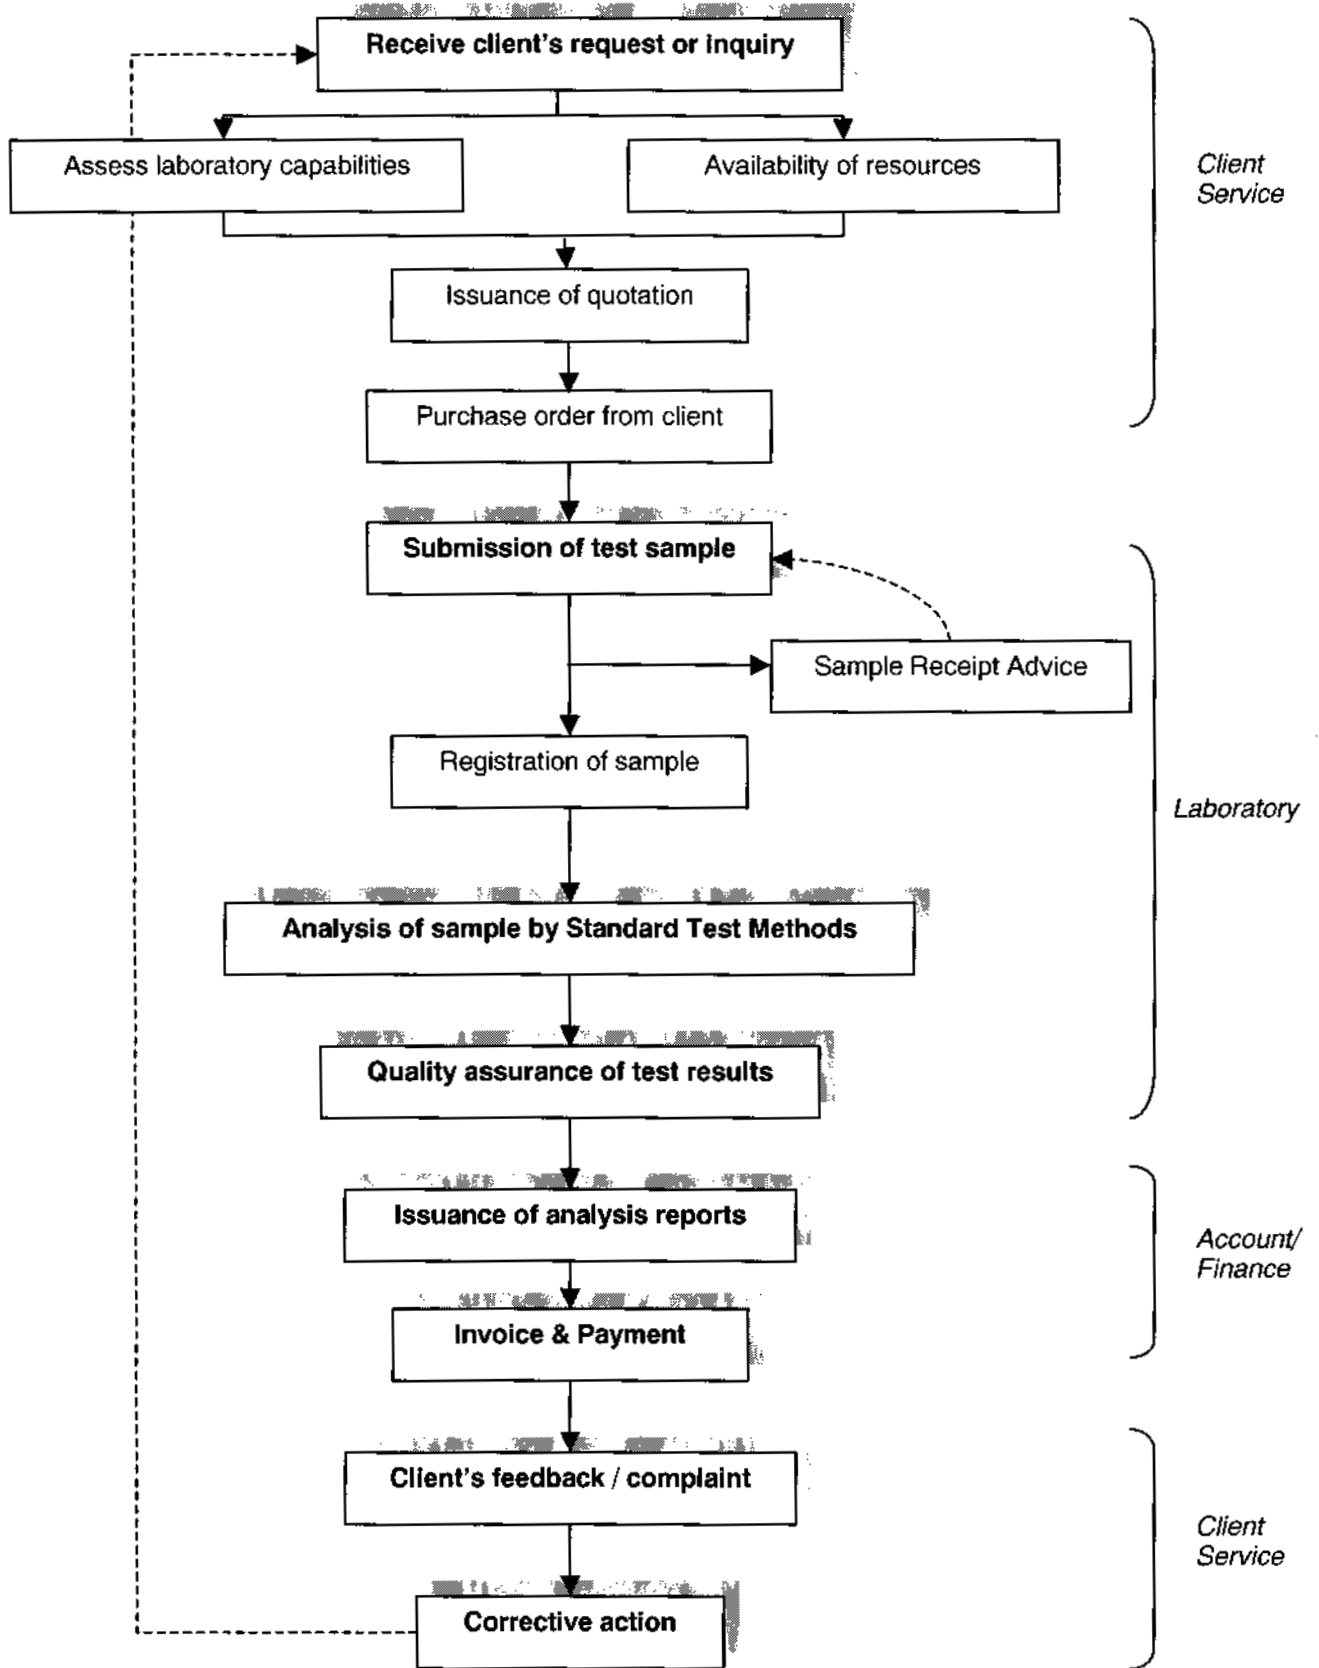 Receive client's request or inquiry
Assess laboratory capabilities
Availability of resources
Client
Service
Issuance of quotation
Purchase order from client
Submission of test sample
Sample Receipt Advice
Registration of sample
Laboratory
Analysis of sample by Standard Test Methods
Quality assurance of test results
Issuance of analysis reports
Account/
Finance
Invoice & Payment
Client's feedback / complaint
Client
Service
Corrective action